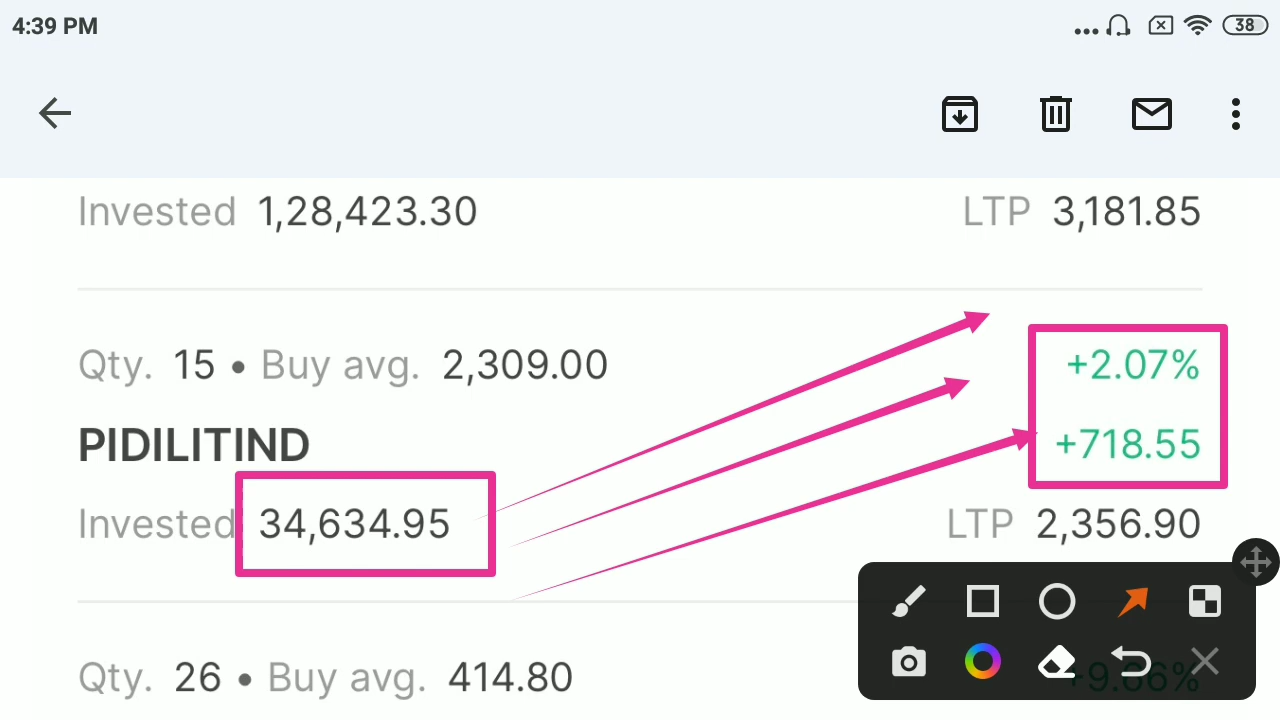 4:39 PM
38
Invested 1,28,423.30 LTP 3,181.85
Qty. 15 • Buy avg. 2,309.00 +2.07%
PIDILITIND +718.55
Invested 34,634.95 LTP 2,356.90
Qty. 26 • Buy avg. 414.80